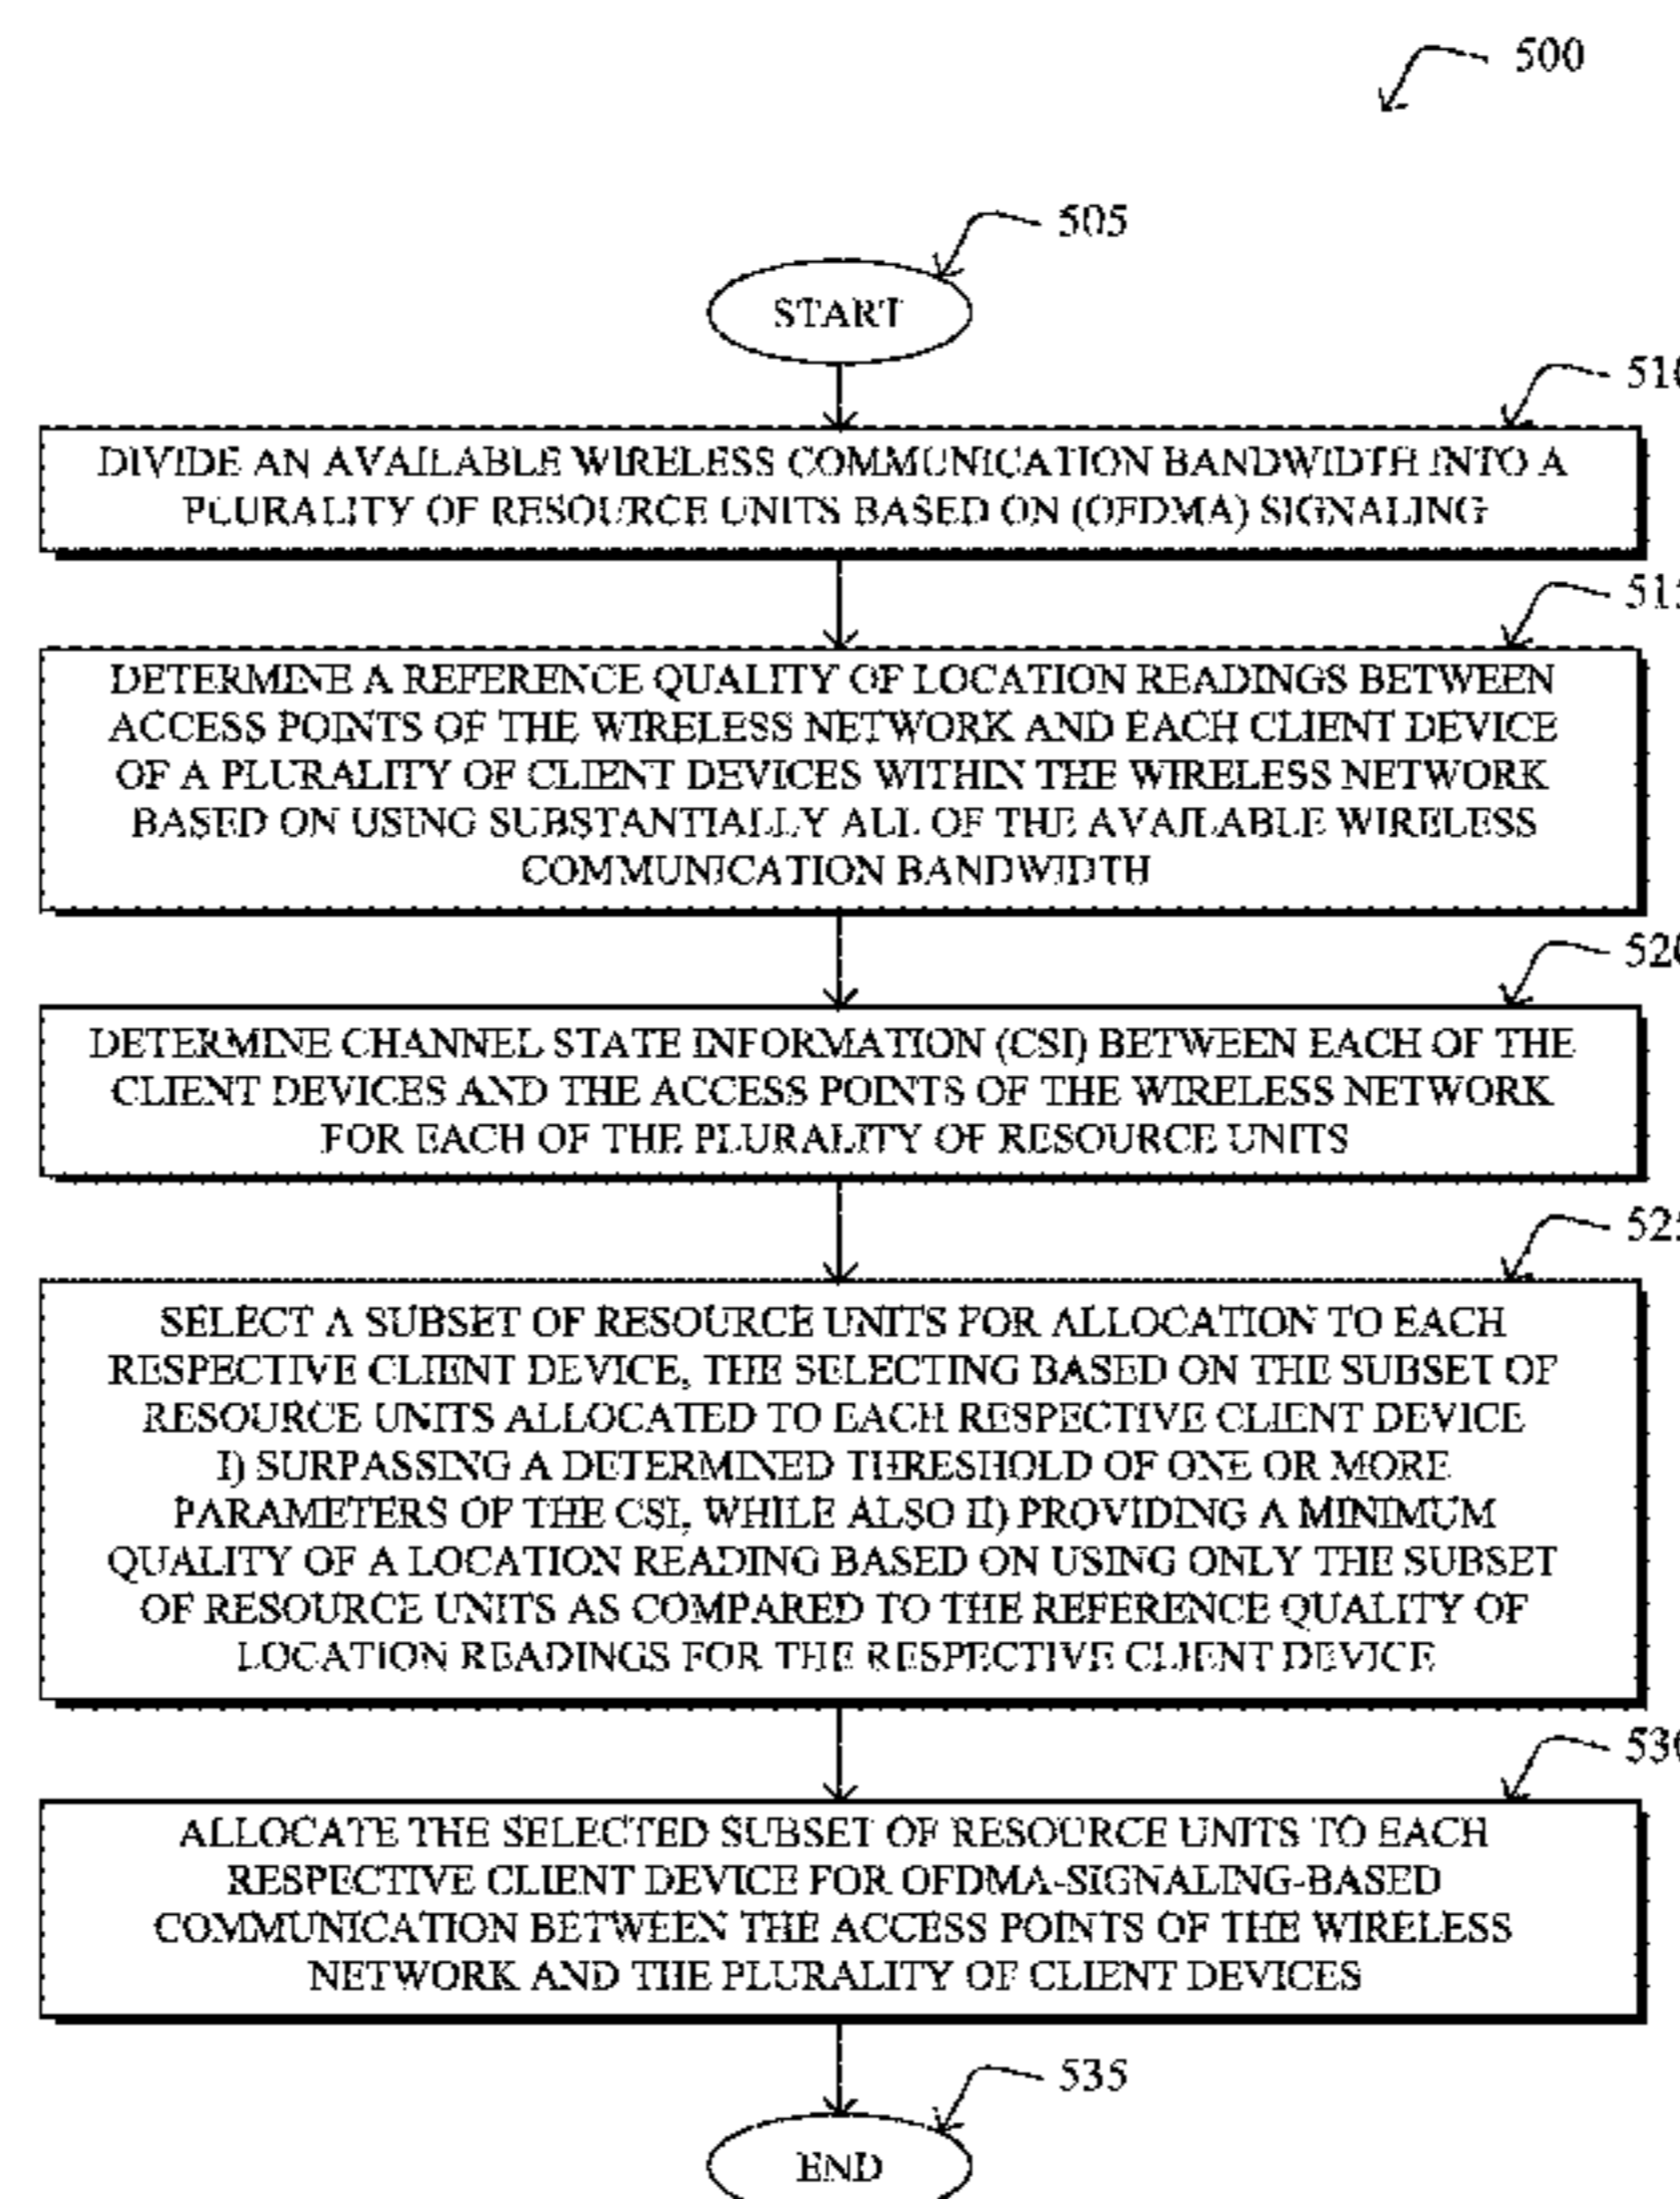 500
505
START
510
DIVIDE AN AVAILABLE WIRELESS COMMUNICATION BANDWIDTH INTO A
PLURALITY OF RESOURCE UNITS BASED ON (OFDMA) SIGNALING
515
DETERMINE A REFERENCE QUALITY OF LOCATION READINGS BETWEEN
ACCESS POINTS OF THE WIRELESS NETWORK AND EACH CLIENT DEVICE
OF A PLURALITY OF CLIENT DEVICES WITHIN THE WIRELESS NETWORK
BASED ON USING SUBSTANTIALLY ALL OF THE AVAILABLE WIRELESS
COMMUNICATION BANDWIDTH
520
DETERMINE CHANNEL STATE INFORMATION (CSI) BETWEEN EACH OF THE
CLIENT DEVICES AND THE ACCESS POINTS OF THE WIRELESS NETWORK
FOR EACH OF THE PLURALITY OF RESOURCE UNITS
525
SELECT A SUBSET OF RESOURCE UNITS FOR ALLOCATION TO EACH
RESPECTIVE CLIENT DEVICE, THE SELECTING BASED ON THE SUBSET OF
RESOURCE UNITS ALLOCATED TO EACH RESPECTIVE CLIENT DEVICE
I) SURPASSING A DETERMINED THRESHOLD OF ONE OR MORE
PARAMETERS OF THE CSI, WHILE ALSO II) PROVIDING A MINIMUM
QUALITY OF A LOCATION READING BASED ON USING ONLY THE SUBSET
OF RESOURCE UNITS AS COMPARED TO THE REFERENCE QUALITY OF
LOCATION READINGS FOR THE RESPECTIVE CLIENT DEVICE
530
ALLOCATE THE SELECTED SUBSET OF RESOURCE UNITS TO EACH
RESPECTIVE CLIENT DEVICE FOR OFDMA-SIGNALING-BASED
COMMUNICATION BETWEEN THE ACCESS POINTS OF THE WIRELESS
NETWORK AND THE PLURALITY OF CLIENT DEVICES
535
END